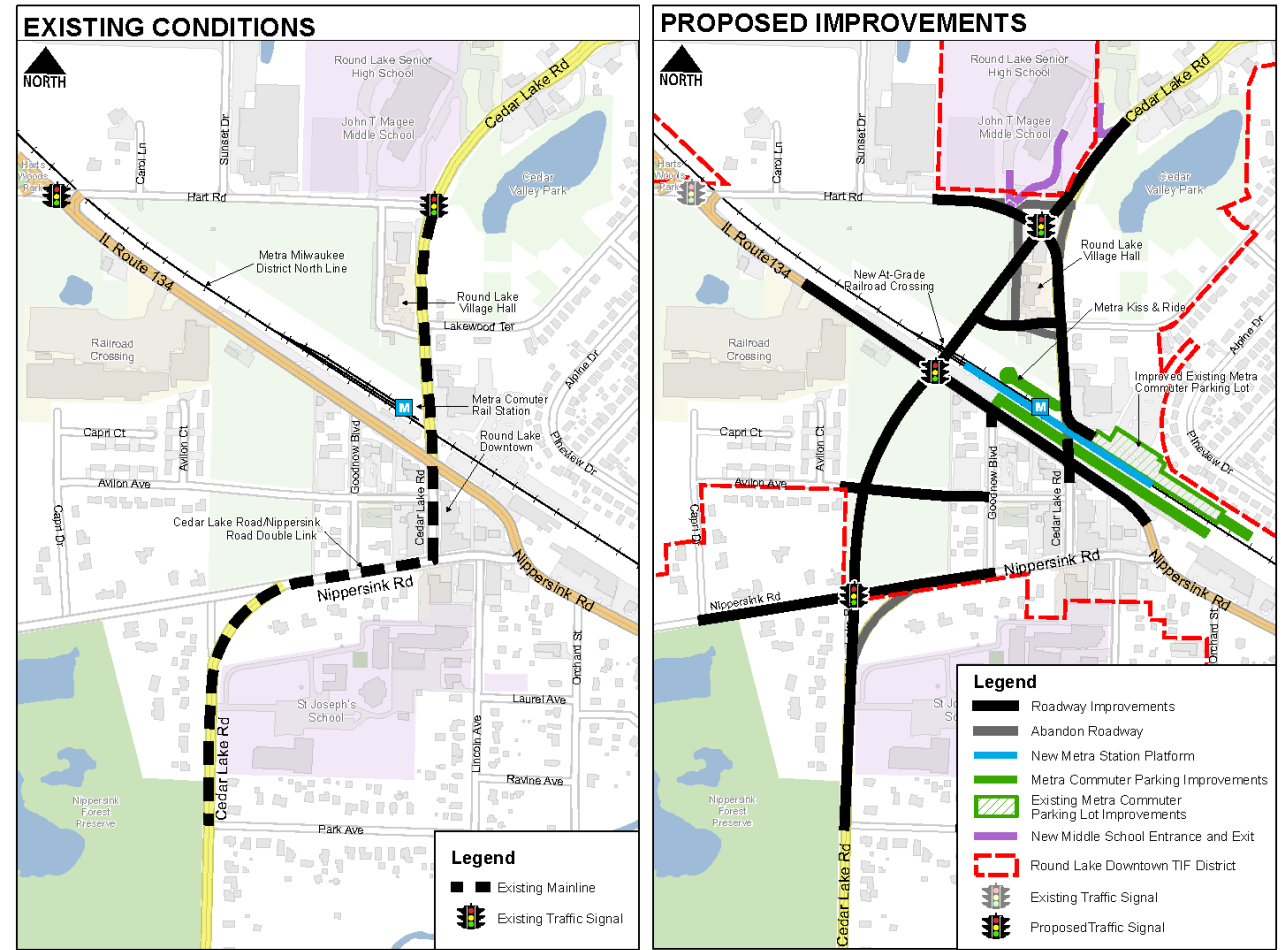 EXISTING CONDITIONS
NORTH
Round Lake Senior
High School
John T Magee
Middle School
Cedar Lake Rd
Cedar
Valley Park
Sunset Dr
Carol Ln
Harts
Woods
Park
Hart Rd
IL Route 134
Metra Milwaukee
District North Line
Round Lake
Village Hall
Lakewood Ter
Railroad
Crossing
Alpine Dr
M
Metra Comuter
Rail Station
Round Lake
Downtown
Pineview Dr
Capri Ct
Avilon Ct
Goodnow Blvd
Cedar Lake Rd
Avilon Ave
Capri Dr
Cedar Lake Road/Nippersink
Road Double Link
Nippersink Rd
Nippersink Rd
Orchard St
St Joseph's
School
Laurel Ave
Lincoln Ave
Cedar Lake Rd
Ravine Ave
Nippersink
Forest
Preserve
Park Ave
Legend
Existing Mainline
Existing Traffic Signal
PROPOSED IMPROVEMENTS
NORTH
Round Lake Senior
High School
John T Magee
Middle School
Cedar Lake Rd
Cedar
Valley Park
Sunset Dr
Carol Ln
Harts
Woods
Park
Hart Rd
IL Route 134
Round Lake
Village Hall
New At-Grade
Railroad Crossing
Metra Kiss & Ride
Railroad
Crossing
Alpine Dr
Improved Existing Metra
Commuter Parking Lot
M
Pineview Dr
Capri Ct
Avilon Ct
Goodnow Blvd
Cedar Lake Rd
Avilon Ave
Capri Dr
Nippersink Rd
Nippersink Rd
Nippersink Rd
Orchard St
St
Sc
Nippersink
Forest
Preserve
Park Ave
Cedar Lake Rd
Legend
Roadway Improvements
Abandon Roadway
New Metra Station Platform
Metra Commuter Parking Improvements
Existing Metra Commuter
Parking Lot Improvements
New Middle School Entrance and Exit
Round Lake Downtown TIF District
Existing Traffic Signal
Proposed Traffic Signal